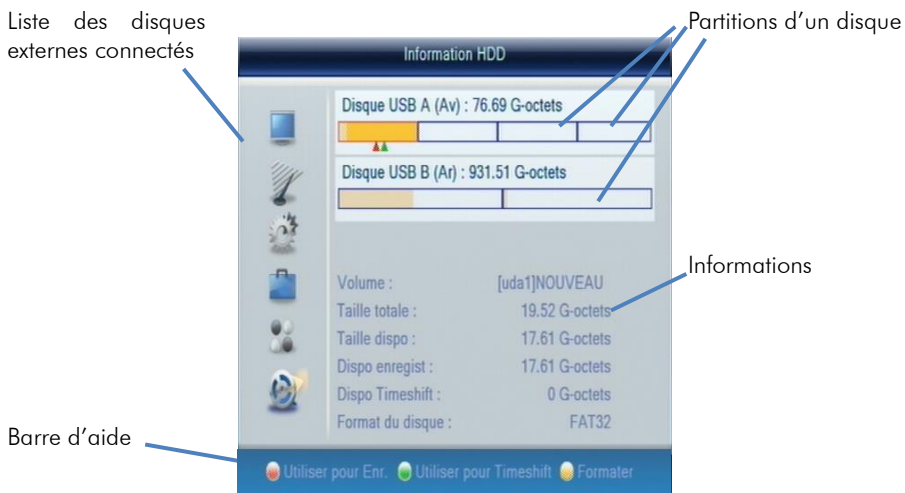 Liste des disques
externes connectés
Partitions d’un disque
Information HDD
Disque USB A (Av) : 76.69 G-octets
Disque USB B (Ar) : 931.51 G-octets
Informations
Volume : [uda1]NOUVEAU
Taille totale : 19.52 G-octets
Taille dispo : 17.61 G-octets
Dispo enregist : 17.61 G-octets
Dispo Timeshift : 0 G-octets
Format du disque : FAT32
Barre d’aide
Utiliser pour Enr. Utiliser pour Timeshift Formater